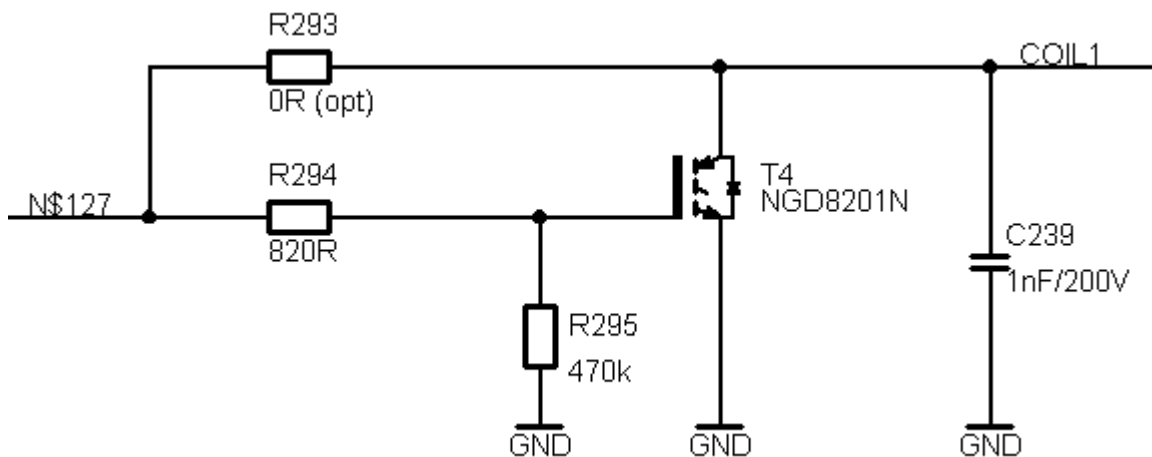 R293
COIL1
0R (opt)
R294
T4
N$127
NGD8201N
820R
C239
1nF/200V
R295
470k
GND
GND
GND